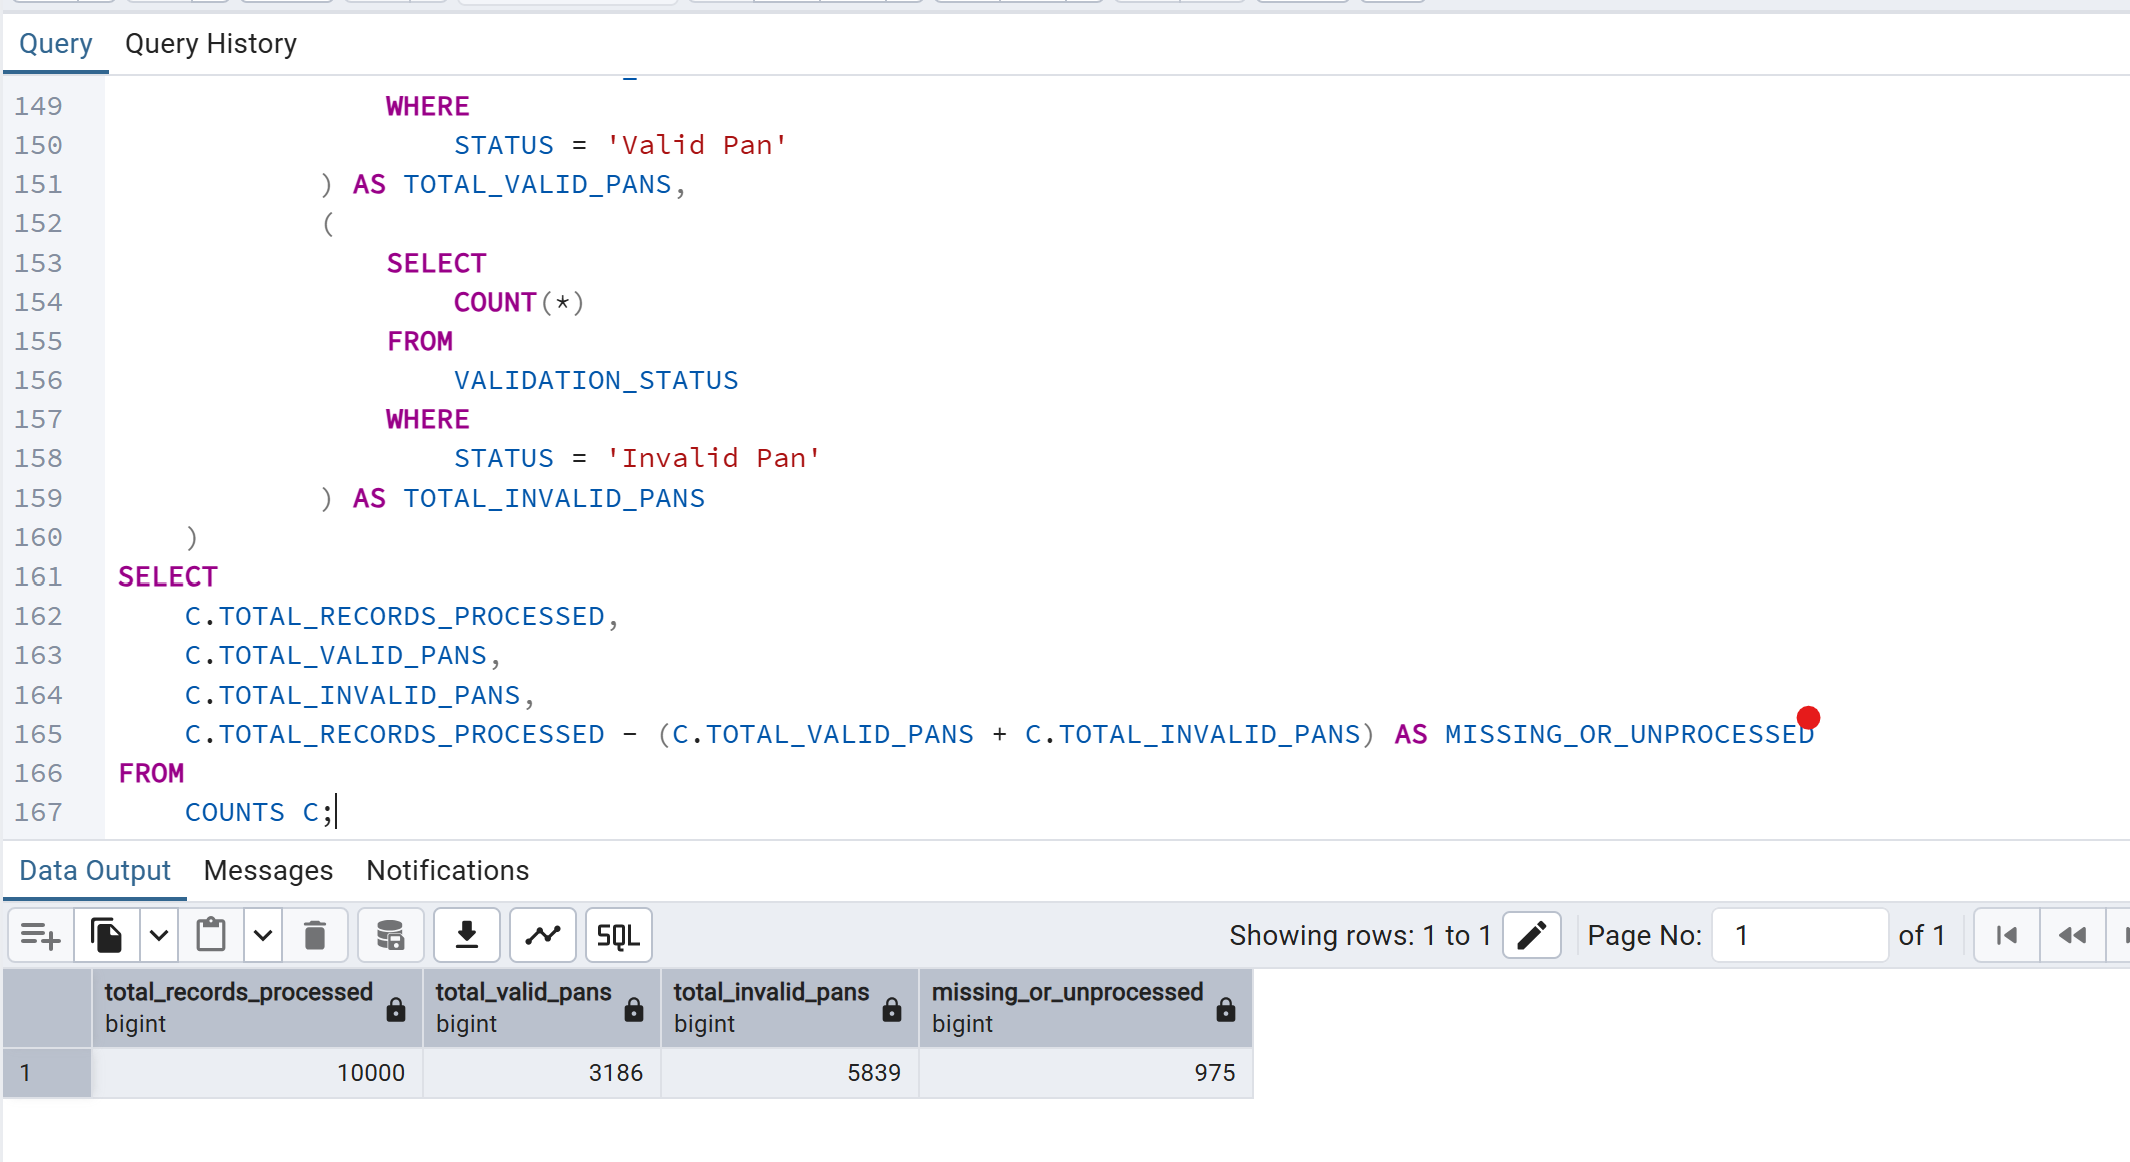 Query Query History
149 WHERE
150 STATUS = 'Valid Pan'
151 ) AS TOTAL_VALID_PANS,
152 (
153 SELECT
154 COUNT(*)
155 FROM
156 VALIDATION_STATUS
157 WHERE
158 STATUS = 'Invalid Pan'
159 ) AS TOTAL_INVALID_PANS
160 )
161 SELECT
162 C.TOTAL_RECORDS_PROCESSED,
163 C.TOTAL_VALID_PANS,
164 C.TOTAL_INVALID_PANS,
165 C.TOTAL_RECORDS_PROCESSED - (C.TOTAL_VALID_PANS + C.TOTAL_INVALID_PANS) AS MISSING_OR_UNPROCESSED
166 FROM
167 COUNTS C;
Data Output Messages Notifications
SQL Showing rows: 1 to 1 Page No: 1 of 1
total_records_processed total_valid_pans total_invalid_pans missing_or_unprocessed
bigint bigint bigint bigint
1 10000 3186 5839 975